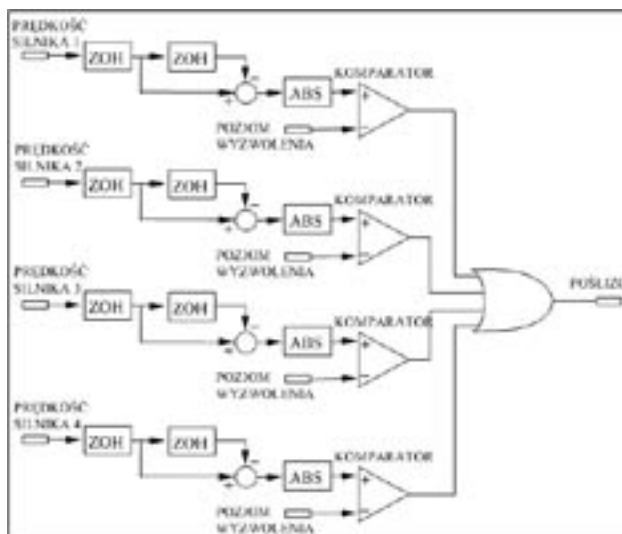 PRĘDKOŚĆ
SILNIKA 1
ZOH
ZOH
ABS
KOMPARATOR
POZIOM
WYZWOLENIA
PRĘDKOŚĆ
SILNIKA 2
ZOH
ZOH
ABS
KOMPARATOR
POZIOM
WYZWOLENIA
PRĘDKOŚĆ
SILNIKA 3
ZOH
ZOH
ABS
KOMPARATOR
POZIOM
WYZWOLENIA
POŚLIZG
PRĘDKOŚĆ
SILNIKA 4
ZOH
ZOH
ABS
KOMPARATOR
POZIOM
WYZWOLENIA